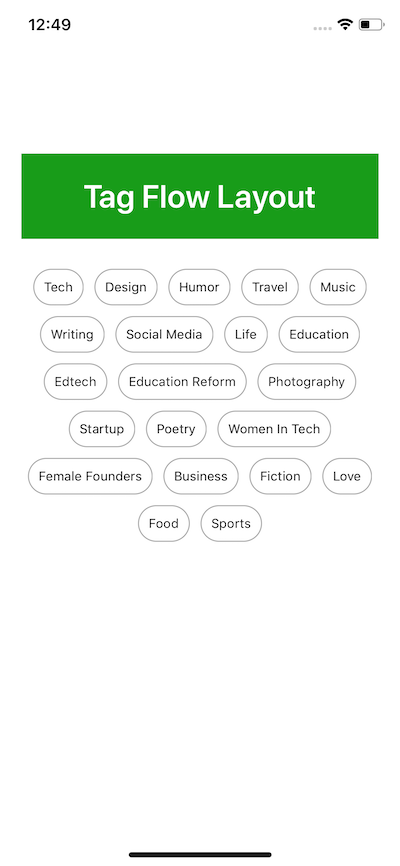 12:49
Tag Flow Layout
Tech Design Humor Travel Music
Writing Social Media Life Education
Edtech Education Reform Photography
Startup Poetry Women In Tech
Female Founders Business Fiction Love
Food Sports